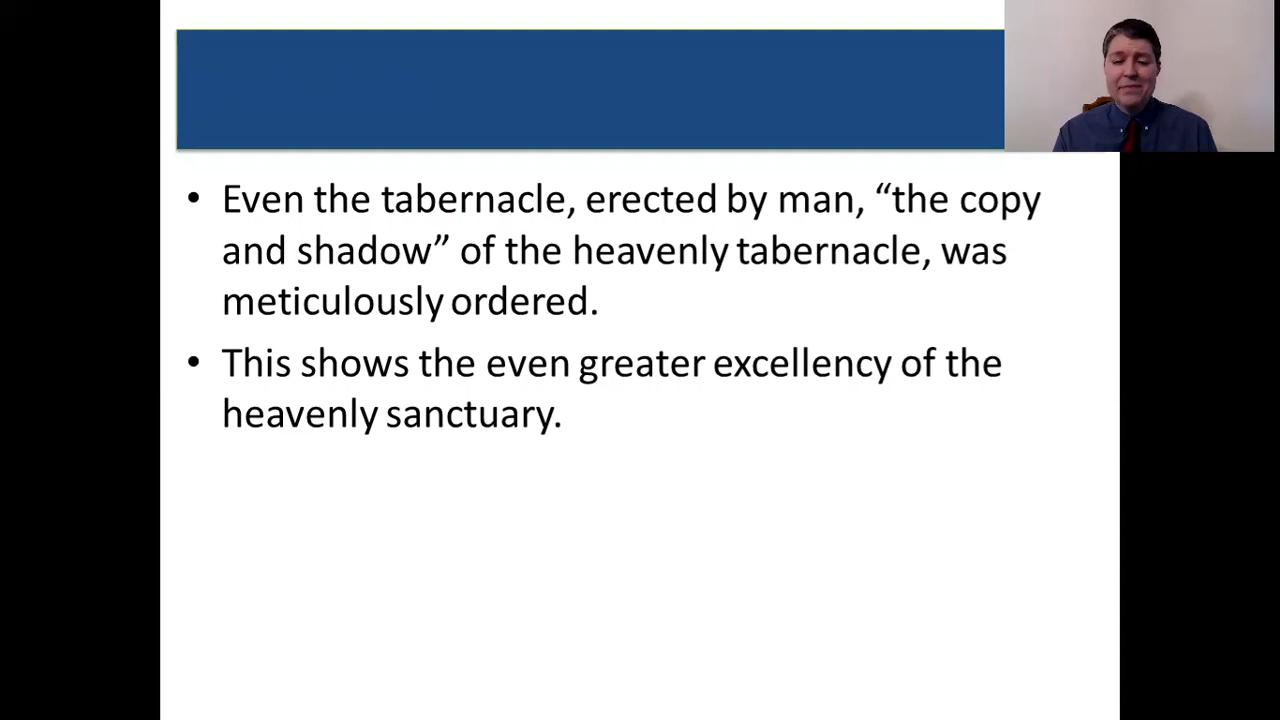 • Even the tabernacle, erected by man, “the copy
and shadow” of the heavenly tabernacle, was
meticulously ordered.
• This shows the even greater excellency of the
heavenly sanctuary.